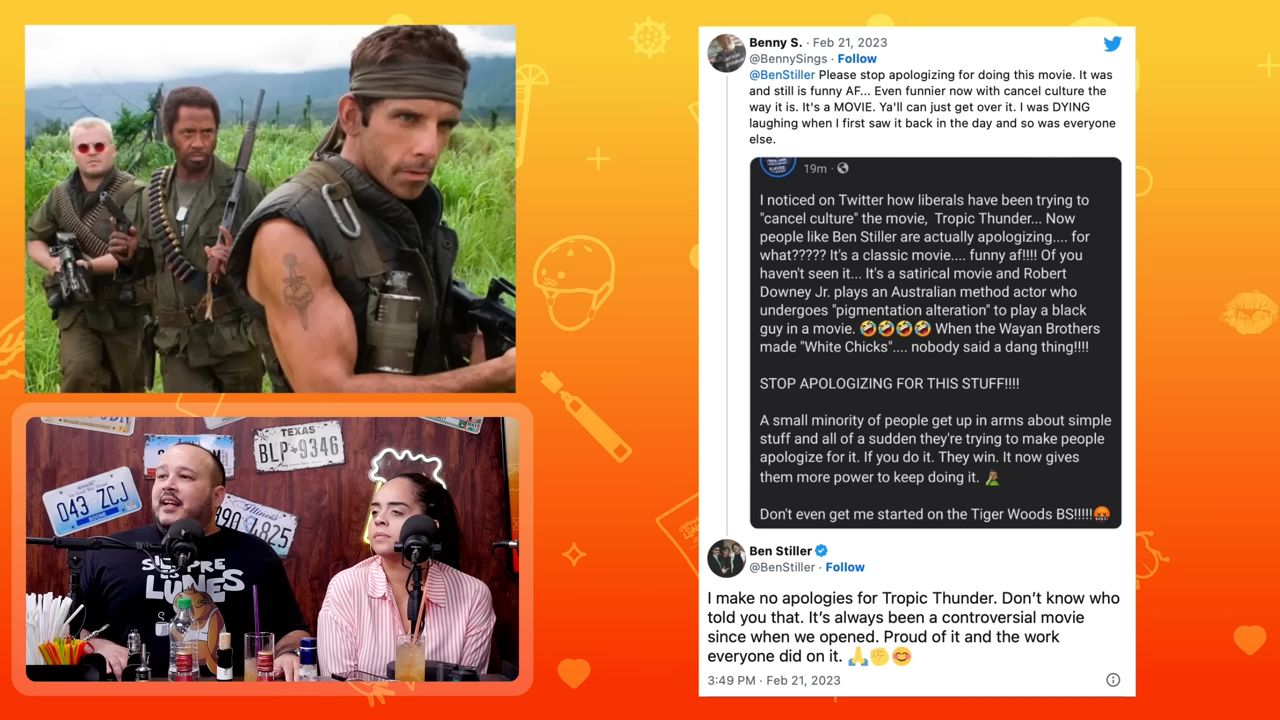 Benny S. · Feb 21, 2023
@BennySings · Follow
@BenStiller Please stop apologizing for doing this movie. It was
and still is funny AF... Even funnier now with cancel culture the
way it is. It's a MOVIE. Ya'll can just get over it. I was DYING
laughing when I first saw it back in the day and so was everyone
else.
19m ·
I noticed on Twitter how liberals have been trying to
"cancel culture" the movie, Tropic Thunder... Now
people like Ben Stiller are actually apologizing.... for
what????? It's a classic movie.... funny af!!!! Of you
haven't seen it... It's a satirical movie and Robert
Downey Jr. plays an Australian method actor who
undergoes "pigmentation alteration" to play a black
guy in a movie. 🤣🤣🤣🤣 When the Wayan Brothers
made "White Chicks".... nobody said a dang thing!!!!
STOP APOLOGIZING FOR THIS STUFF!!!!
A small minority of people get up in arms about simple
stuff and all of a sudden they're trying to make people
apologize for it. If you do it. They win. It now gives
them more power to keep doing it. 🤦🏾‍♂️
Don't even get me started on the Tiger Woods BS!!!!!🤬
Ben Stiller
@BenStiller · Follow
I make no apologies for Tropic Thunder. Don't know who
told you that. It's always been a controversial movie
since when we opened. Proud of it and the work
everyone did on it. 🙏✊😊
3:49 PM · Feb 21, 2023
TEXAS
BLP 9346
043 ZCJ
Illinois
990 4825
SIEMPRE
ES
LUNES